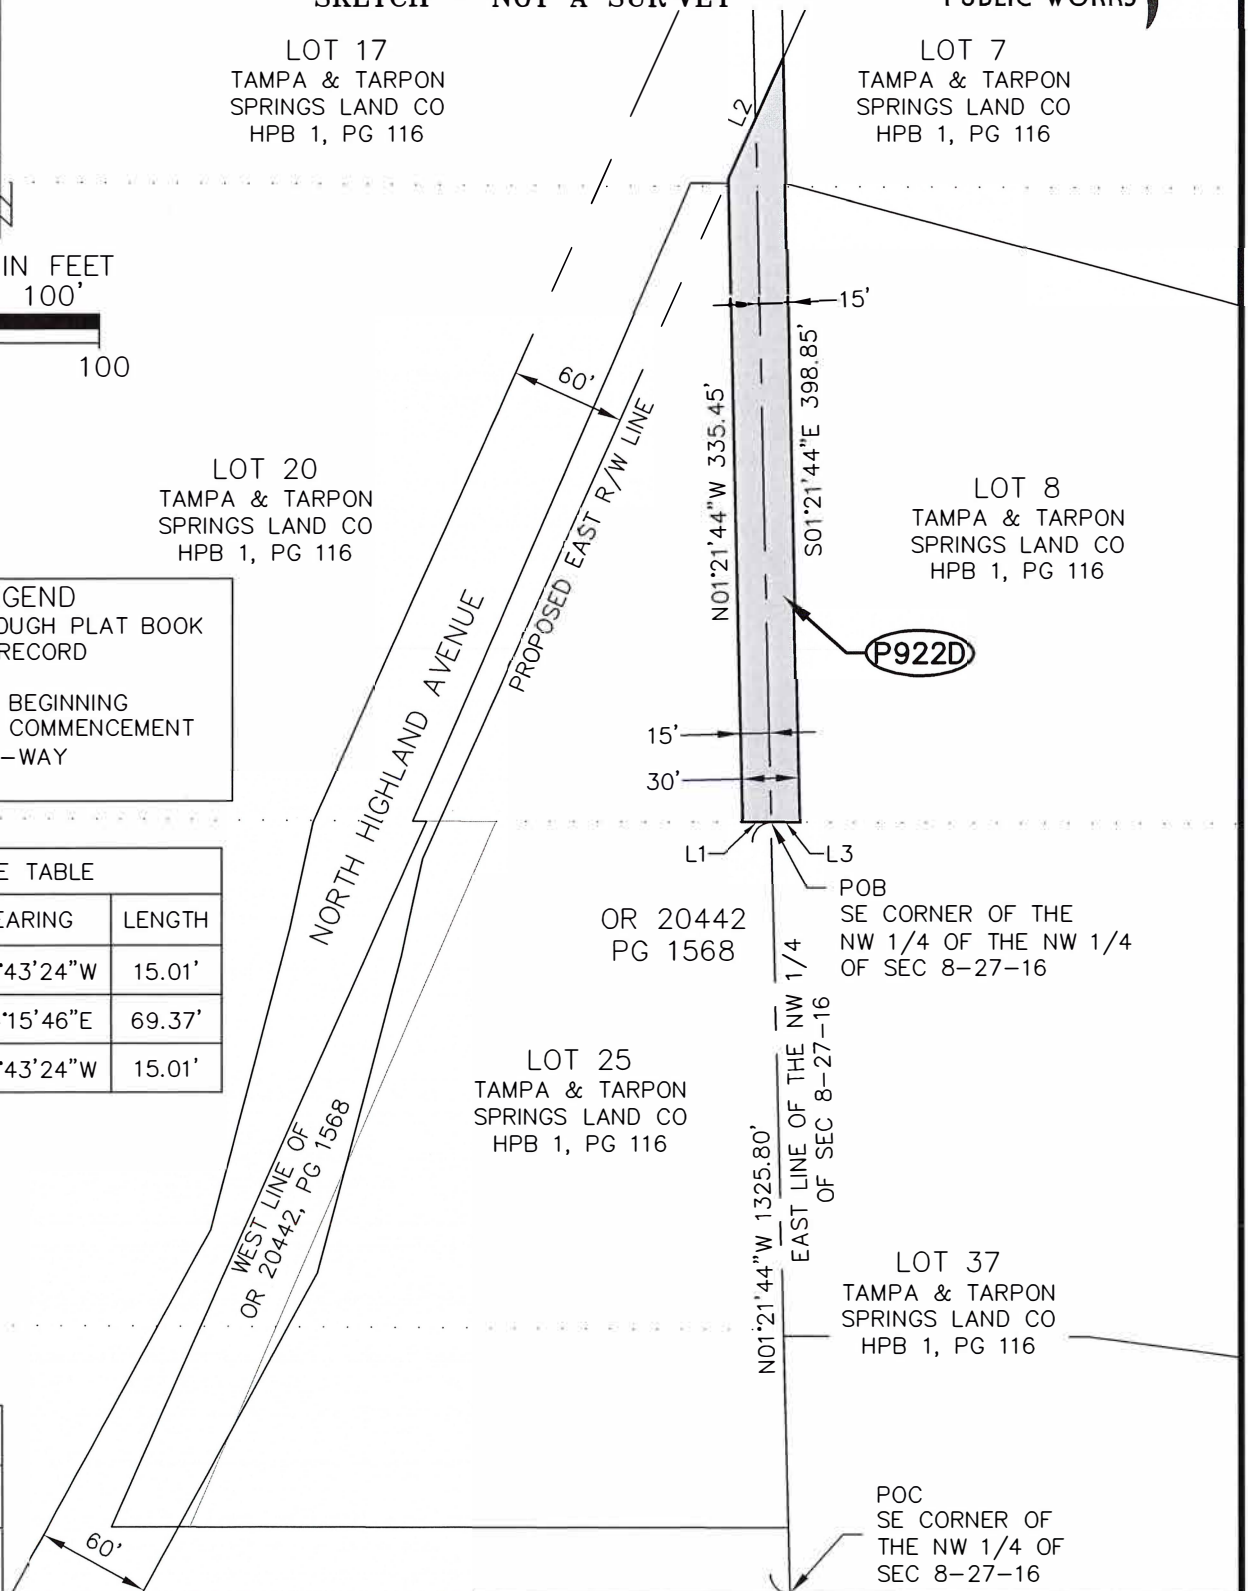 SKETCH NOT A SURVEY
PUBLIC WORKS
LOT 17
TAMPA & TARPON
SPRINGS LAND CO
HPB 1, PG 116
LOT 7
TAMPA & TARPON
SPRINGS LAND CO
HPB 1, PG 116
L2
IN FEET
100'
100
15'
60'
N01°21'44"W 335.45'
S01°21'44"E 398.85'
PROPOSED EAST R/W LINE
LOT 20
TAMPA & TARPON
SPRINGS LAND CO
HPB 1, PG 116
LOT 8
TAMPA & TARPON
SPRINGS LAND CO
HPB 1, PG 116
P922D
GEND
OUGH PLAT BOOK
RECORD
BEGINNING
COMMENCEMENT
-WAY
NORTH HIGHLAND AVENUE
15'
30'
L1
L3
POB
SE CORNER OF THE
NW 1/4 OF THE NW 1/4
OF SEC 8-27-16
OR 20442
PG 1568
E TABLE
EARING LENGTH
°43'24"W 15.01'
°15'46"E 69.37'
°43'24"W 15.01'
LOT 25
TAMPA & TARPON
SPRINGS LAND CO
HPB 1, PG 116
WEST LINE OF
OR 20442, PG 1568
N01°21'44"W 1325.80'
EAST LINE OF THE NW 1/4
OF SEC 8-27-16
LOT 37
TAMPA & TARPON
SPRINGS LAND CO
HPB 1, PG 116
60'
POC
SE CORNER OF
THE NW 1/4 OF
SEC 8-27-16